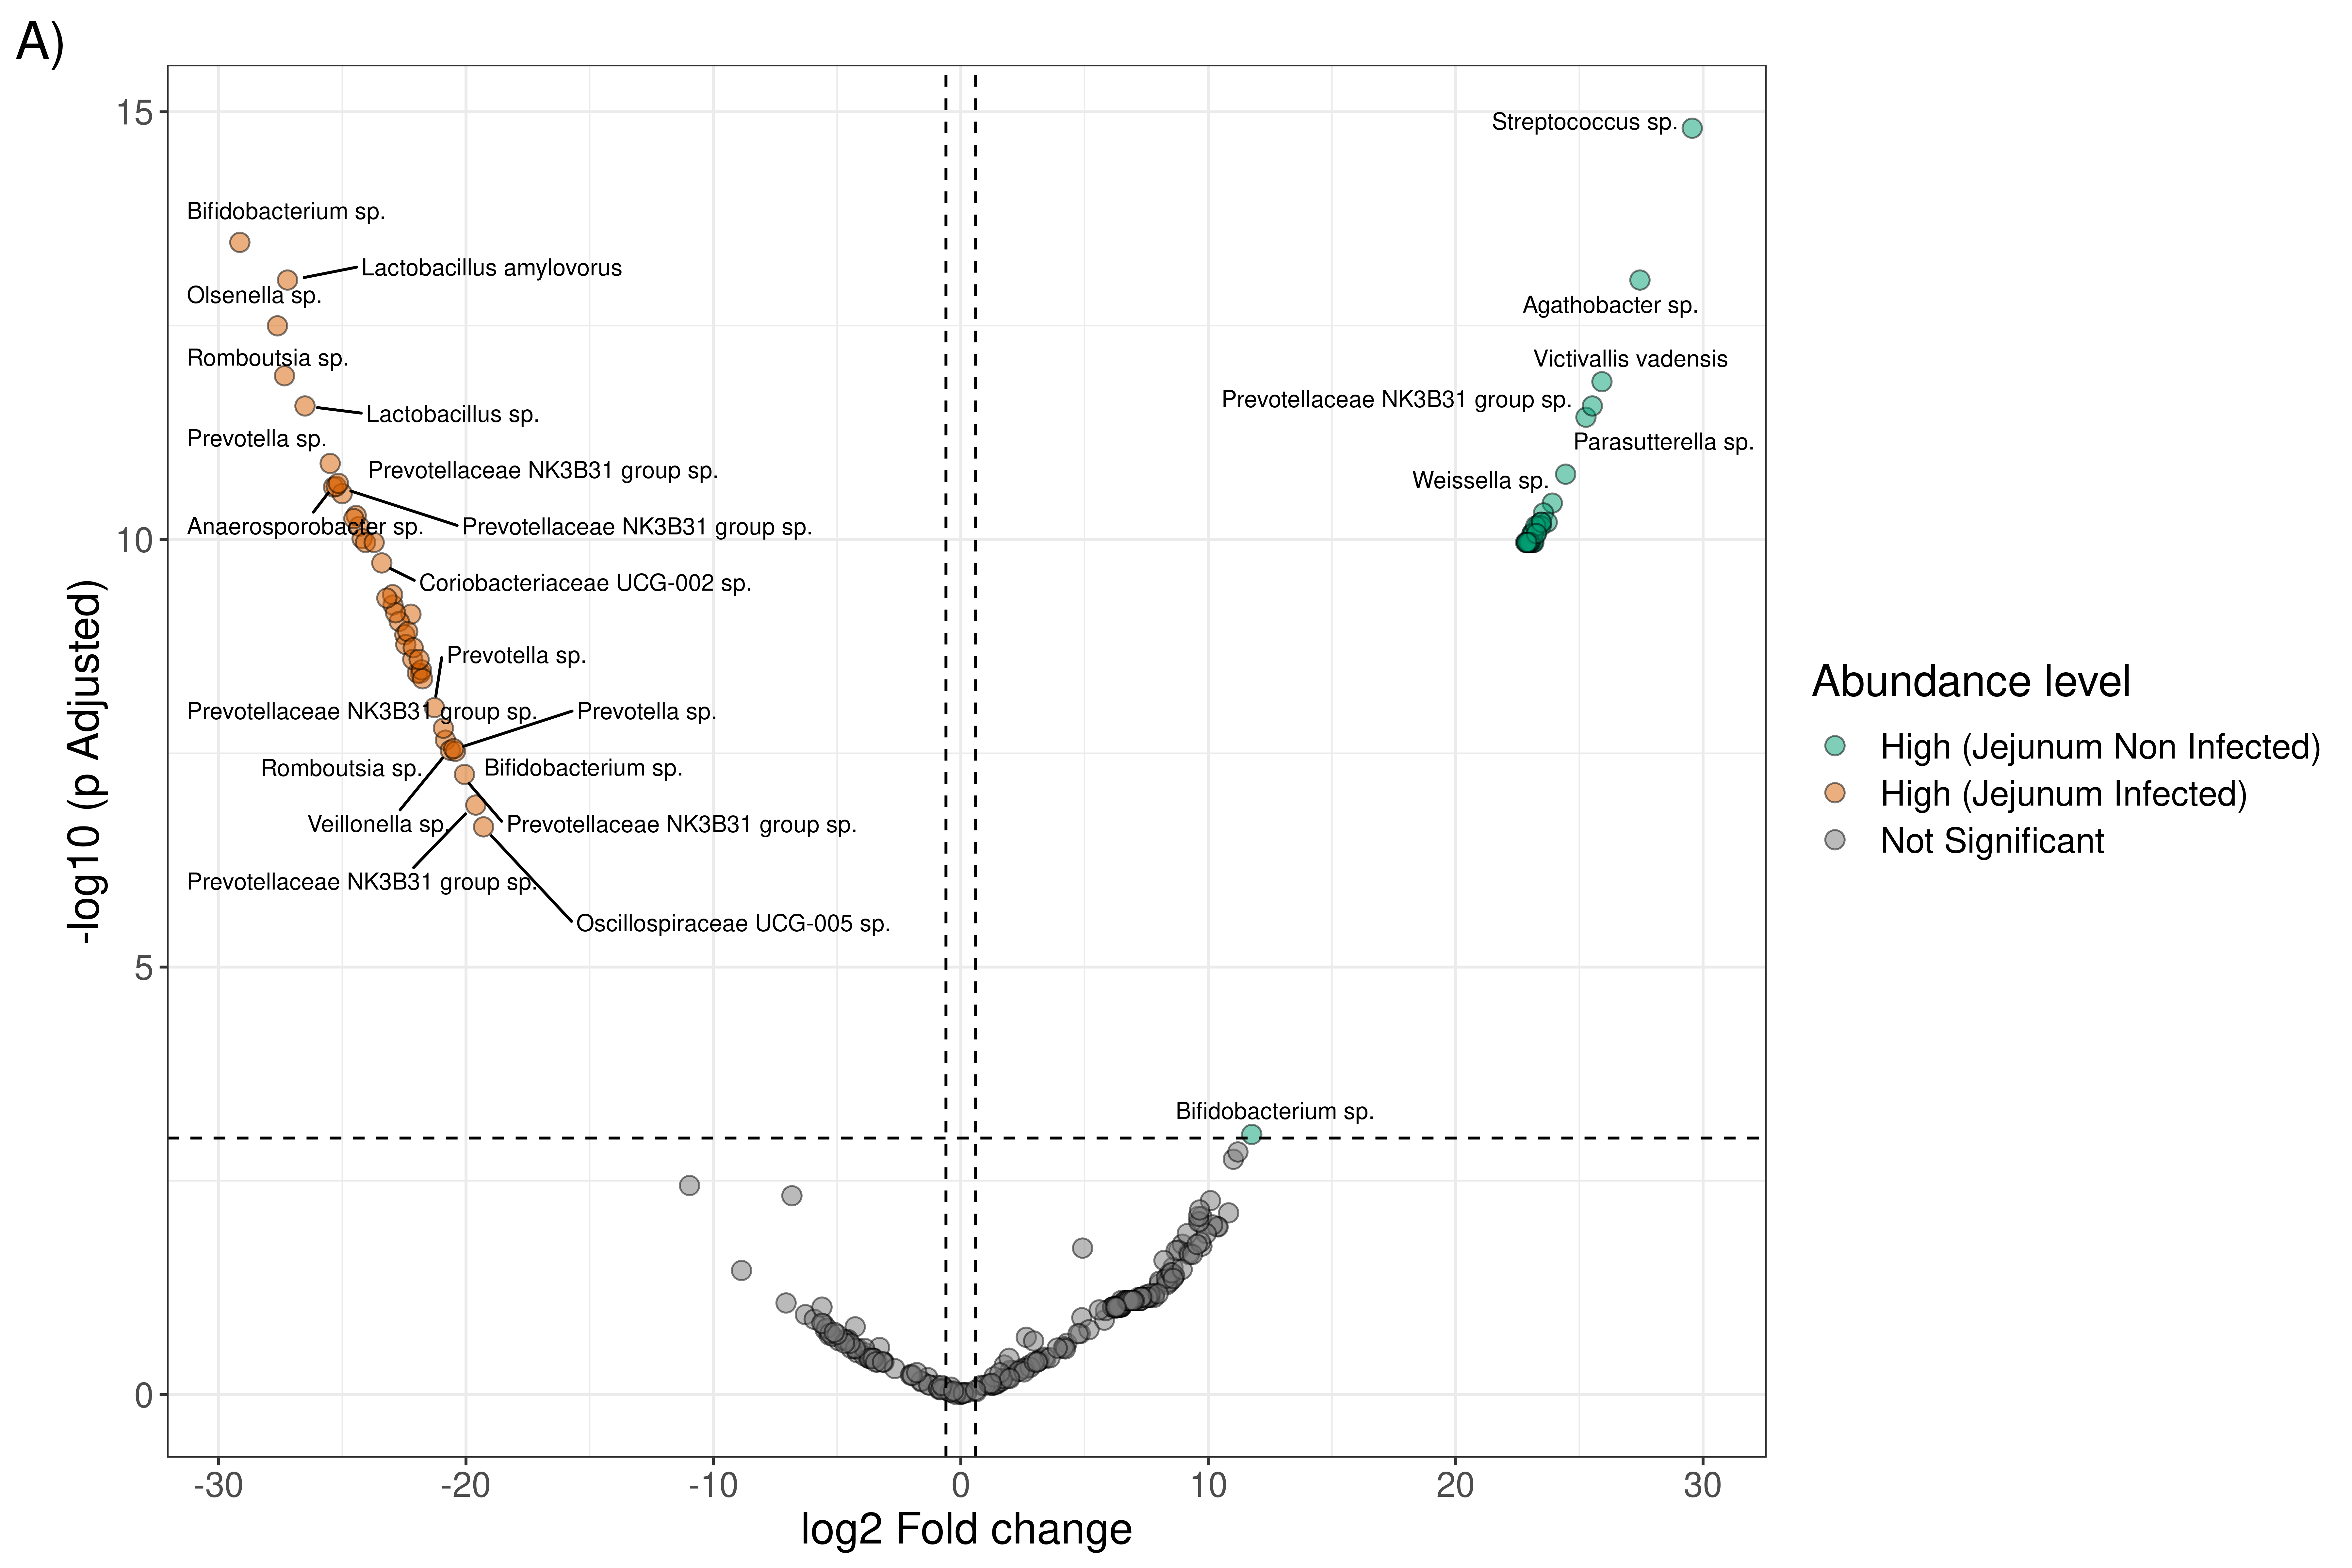 A)
15
Streptococcus sp.
Bifidobacterium sp.
Lactobacillus amylovorus
Olsenella sp.
Agathobacter sp.
Romboutsia sp.
Victivallis vadensis
Prevotellaceae NK3B31 group sp.
Lactobacillus sp.
Prevotella sp.
Parasutterella sp.
Prevotellaceae NK3B31 group sp.
Weissella sp.
Anaerosporobacter sp.
Prevotellaceae NK3B31 group sp.
10
Coriobacteriaceae UCG-002 sp.
Prevotella sp.
Prevotellaceae NK3B31 group sp.
Prevotella sp.
Romboutsia sp.
Bifidobacterium sp.
Veillonella sp.
Prevotellaceae NK3B31 group sp.
Prevotellaceae NK3B31 group sp.
Oscillospiraceae UCG-005 sp.
5
Bifidobacterium sp.
0
-log10 (p Adjusted)
-30
-20
-10
0
10
20
30
log2 Fold change
Abundance level
High (Jejunum Non Infected)
High (Jejunum Infected)
Not Significant